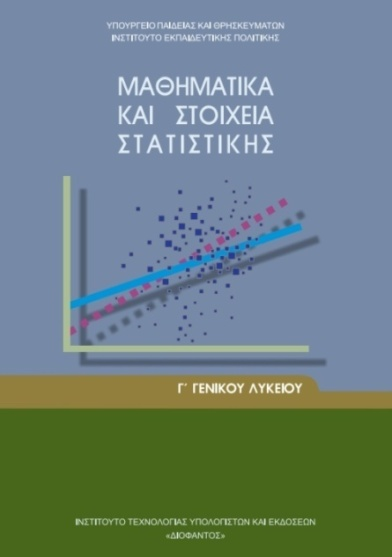 ΥΠΟΥΡΓΕΙΟ ΠΑΙΔΕΙΑΣ ΚΑΙ ΘΡΗΣΚΕΥΜΑΤΩΝ
ΙΝΣΤΙΤΟΥΤΟ ΕΚΠΑΙΔΕΥΤΙΚΗΣ ΠΟΛΙΤΙΚΗΣ
ΜΑΘΗΜΑΤΙΚΑ
ΚΑΙ ΣΤΟΙΧΕΙΑ
ΣΤΑΤΙΣΤΙΚΗΣ
Γ΄ ΓΕΝΙΚΟΥ ΛΥΚΕΙΟΥ
ΙΝΣΤΙΤΟΥΤΟ ΤΕΧΝΟΛΟΓΙΑΣ ΥΠΟΛΟΓΙΣΤΩΝ ΚΑΙ ΕΚΔΟΣΕΩΝ
«ΔΙΟΦΑΝΤΟΣ»